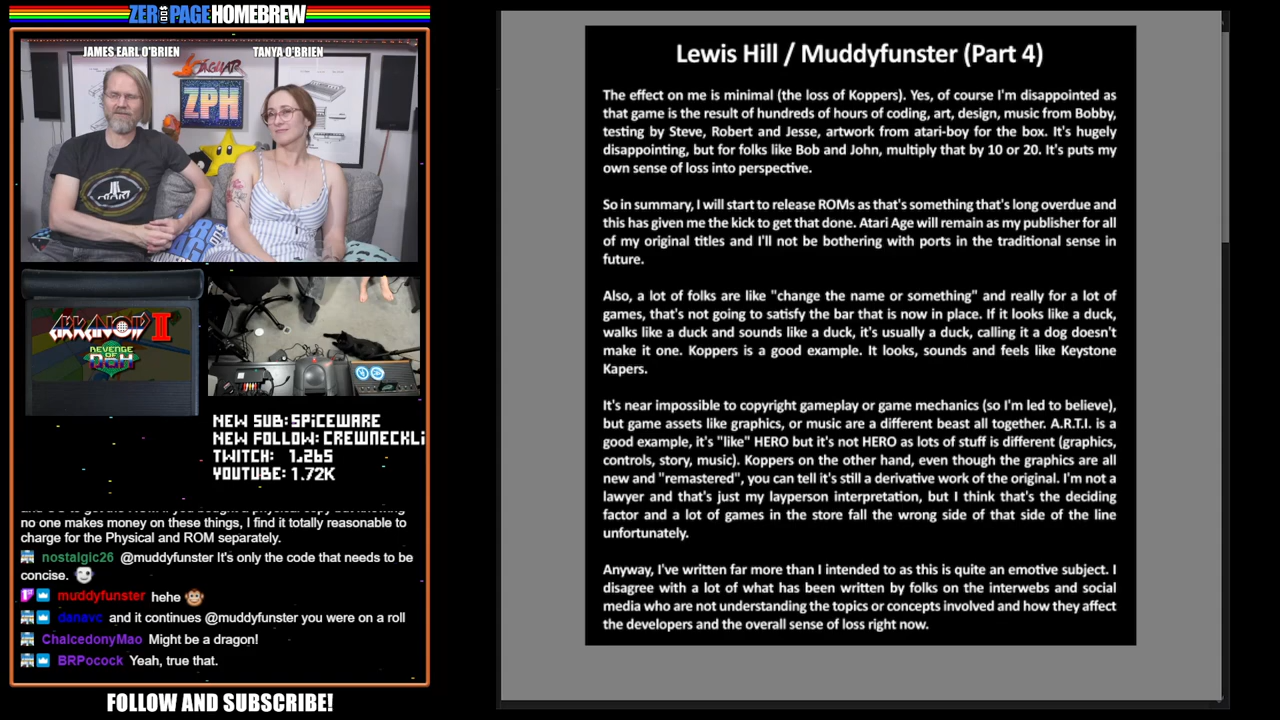 ZERO PAGE HOMEBREW
JAMES EARL O'BRIEN
TANYA O'BRIEN
JAGUAR
ZPH
ATARI
ARKANOID II
REVENGE OF DOH
NEW SUB: SPICEWARE
NEW FOLLOW: CREWNECKLI
TWITCH: 1,265
YOUTUBE: 1.72K
no one makes money on these things, I find it totally reasonable to
charge for the Physical and ROM separately.
nostalgic26 @muddyfunster It's only the code that needs to be
concise.
muddyfunster hehe
danavc and it continues @muddyfunster you were on a roll
ChalcedonyMao Might be a dragon!
BRPocock Yeah, true that.
FOLLOW AND SUBSCRIBE!
Lewis Hill / Muddyfunster (Part 4)
The effect on me is minimal (the loss of Koppers). Yes, of course I'm disappointed as
that game is the result of hundreds of hours of coding, art, design, music from Bobby,
testing by Steve, Robert and Jesse, artwork from atari-boy for the box. It's hugely
disappointing, but for folks like Bob and John, multiply that by 10 or 20. It's puts my
own sense of loss into perspective.
So in summary, I will start to release ROMs as that's something that's long overdue and
this has given me the kick to get that done. Atari Age will remain as my publisher for all
of my original titles and I'll not be bothering with ports in the traditional sense in
future.
Also, a lot of folks are like "change the name or something" and really for a lot of
games, that's not going to satisfy the bar that is now in place. If it looks like a duck,
walks like a duck and sounds like a duck, it's usually a duck, calling it a dog doesn't
make it one. Koppers is a good example. It looks, sounds and feels like Keystone
Kapers.
It's near impossible to copyright gameplay or game mechanics (so I'm led to believe),
but game assets like graphics, or music are a different beast all together. A.R.T.I. is a
good example, it's "like" HERO but it's not HERO as lots of stuff is different (graphics,
controls, story, music). Koppers on the other hand, even though the graphics are all
new and "remastered", you can tell it's still a derivative work of the original. I'm not a
lawyer and that's just my layperson interpretation, but I think that's the deciding
factor and a lot of games in the store fall the wrong side of that side of the line
unfortunately.
Anyway, I've written far more than I intended to as this is quite an emotive subject. I
disagree with a lot of what has been written by folks on the interwebs and social
media who are not understanding the topics or concepts involved and how they affect
the developers and the overall sense of loss right now.